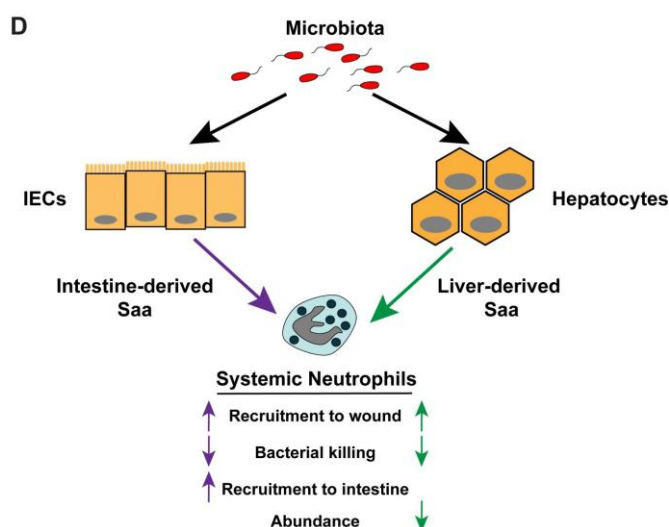 D
Microbiota
IECs
Hepatocytes
Intestine-derived
Saa
Liver-derived
Saa
Systemic Neutrophils
Recruitment to wound
Bacterial killing
Recruitment to intestine
Abundance